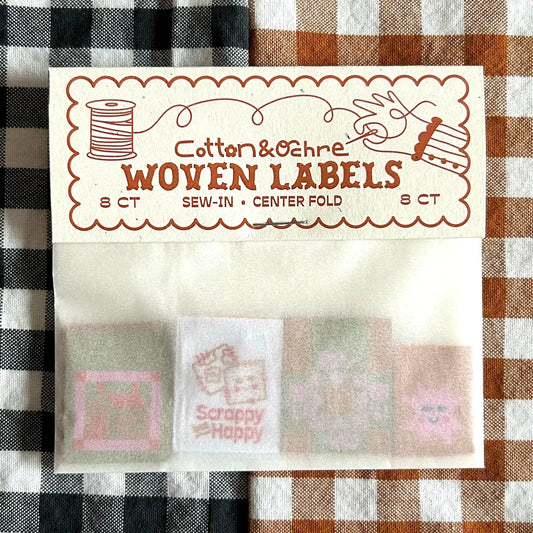 Cotton & Ochre
WOVEN LABELS
8 CT SEW-IN • CENTER FOLD 8 CT
Scrappy
Happy